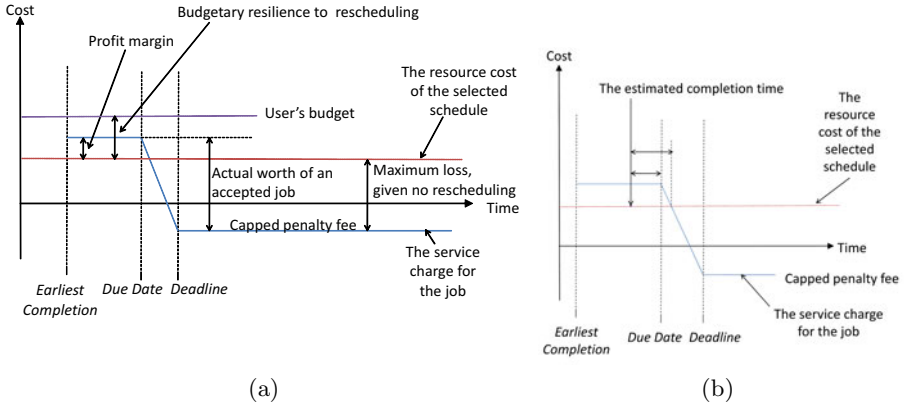 Cost
Budgetary resilience to rescheduling
Profit margin
The resource cost
of the selected
schedule
User's budget
Actual worth of an
accepted job
Maximum loss,
given no rescheduling
Time
Capped penalty fee
The service
charge for
the job
Earliest
Completion
Due Date
Deadline
(a)
Cost
The estimated completion time
The
resource
cost of the
selected
schedule
Time
Capped penalty fee
The service charge
for the job
Earliest
Completion
Due Date
Deadline
(b)